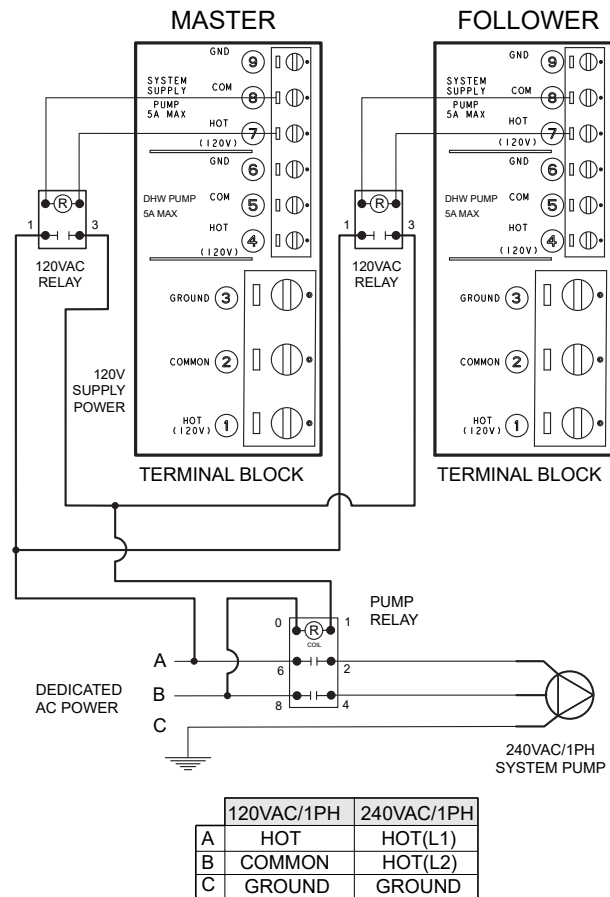 MASTER
GND
9
SYSTEM
SUPPLY
COM
8
PUMP
5A MAX
HOT
7
(120V)
GND
6
DHW PUMP
5A MAX
COM
5
HOT
4
(120V)
GROUND
3
COMMON
2
HOT
(120V)
1
TERMINAL BLOCK
FOLLOWER
GND
9
SYSTEM
SUPPLY
COM
8
PUMP
5A MAX
HOT
7
(120V)
GND
6
DHW PUMP
5A MAX
COM
5
HOT
4
(120V)
GROUND
3
COMMON
2
HOT
(120V)
1
TERMINAL BLOCK
R
1
3
120VAC
RELAY
R
1
3
120VAC
RELAY
120V
SUPPLY
POWER
PUMP
RELAY
0
R
1
COIL
6
2
8
4
A
B
C
DEDICATED
AC POWER
240VAC/1PH
SYSTEM PUMP
120VAC/1PH 240VAC/1PH
A HOT HOT(L1)
B COMMON HOT(L2)
C GROUND GROUND